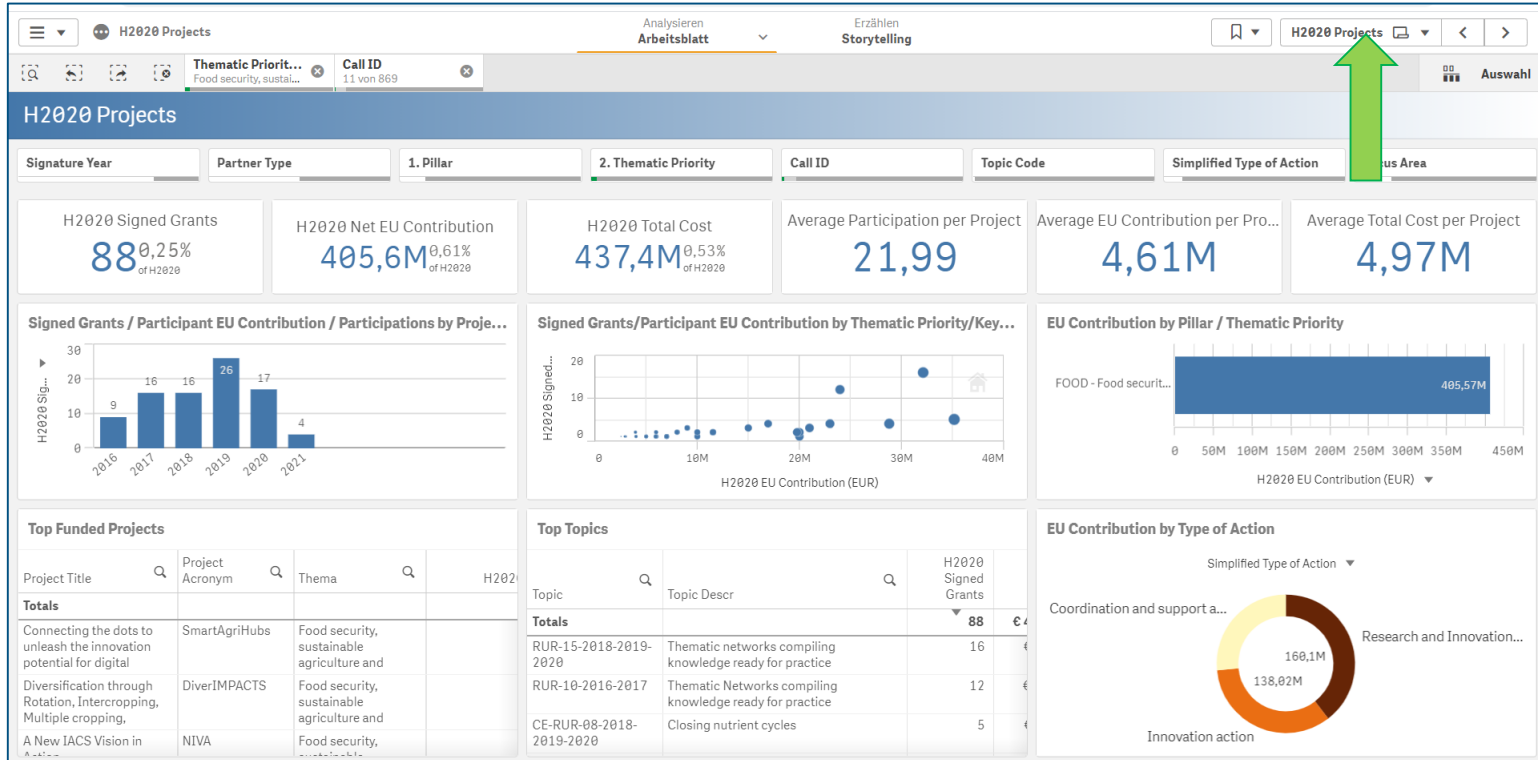 H2020 Projects
Analysieren
Arbeitsblatt
Erzählen
Storytelling
H2020 Projects
Thematic Priorit...
Food security, sustai...
Call ID
11 von 869
Auswahl
H2020 Projects
Signature Year
Partner Type
1. Pillar
2. Thematic Priority
Call ID
Topic Code
Simplified Type of Action
cus Area
H2020 Signed Grants
88 0,25%
of H2020
H2020 Net EU Contribution
405,6M 0,61%
of H2020
H2020 Total Cost
437,4M 0,53%
of H2020
Average Participation per Project
21,99
Average EU Contribution per Pro...
4,61M
Average Total Cost per Project
4,97M
Signed Grants / Participant EU Contribution / Participations by Proje...
H2020 Sig...
30
20
10
0
9
16
16
26
17
4
2016
2017
2018
2019
2020
2021
Signed Grants/Participant EU Contribution by Thematic Priority/Key...
H2020 Signed...
20
10
0
0
10M
20M
30M
40M
H2020 EU Contribution (EUR)
EU Contribution by Pillar / Thematic Priority
FOOD - Food securit...
405,57M
0
50M
100M
150M
200M
250M
300M
350M
450M
H2020 EU Contribution (EUR)
Top Funded Projects
Project Title
Project
Acronym
Thema
H202
Totals
Connecting the dots to
unleash the innovation
potential for digital
SmartAgriHubs
Food security,
sustainable
agriculture and
Diversification through
Rotation, Intercropping,
Multiple cropping,
DiverIMPACTS
Food security,
sustainable
agriculture and
A New IACS Vision in
NIVA
Food security,
Top Topics
Topic
Topic Descr
H2020
Signed
Grants
Totals
88
€ 4
RUR-15-2018-2019-
2020
Thematic networks compiling
knowledge ready for practice
16
€
RUR-10-2016-2017
Thematic Networks compiling
knowledge ready for practice
12
€
CE-RUR-08-2018-
2019-2020
Closing nutrient cycles
5
€
EU Contribution by Type of Action
Simplified Type of Action
Coordination and support a...
Research and Innovation...
160,1M
138,02M
Innovation action